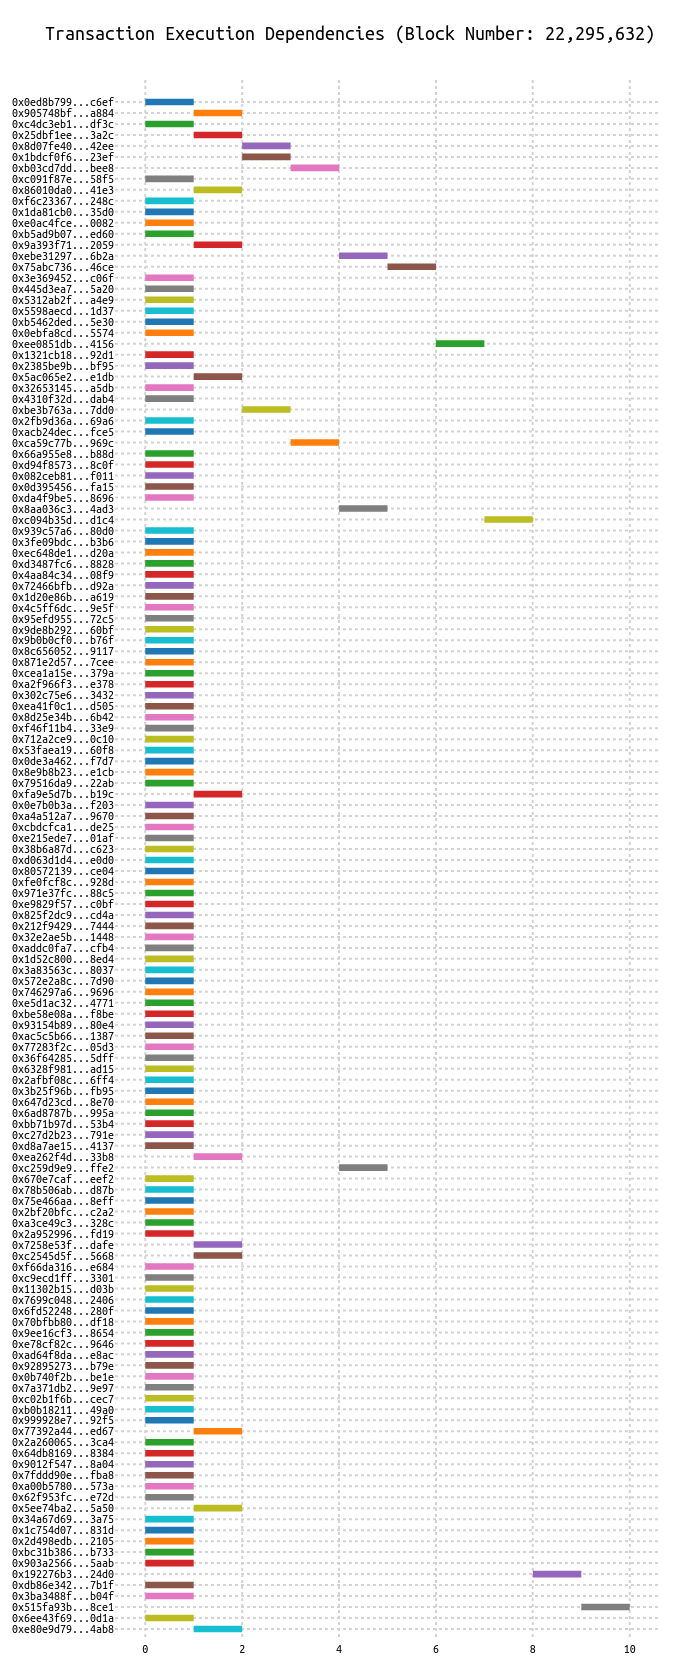 Transaction Execution Dependencies (Block Number: 22,295,632)
0x0ed8b799...c6ef
0x905748bf...a884
0xc4dc3eb1...df3c
0x25dbf1ee...3a2c
0x8d07fe40...42ee
0x1bdcf0f6...23ef
0xb03cd7dd...bee8
0xc091f87e...58f5
0x86010da0...41e3
0xf6c23367...248c
0x1da81cb0...35d0
0xe0ac4fce...0082
0xb5ad9b07...ed60
0x9a393f71...2059
0xebe31297...6b2a
0x75abc736...46ce
0x3e369452...c06f
0x445d3ea7...5a20
0x5312ab2f...a4e9
0x5598aecd...1d37
0xb5462ded...5e30
0x0ebfa8cd...5574
0xee0851db...4156
0x1321cb18...92d1
0x2385be9b...bf95
0x5ac065e2...e1db
0x32653145...a5db
0x4310f32d...dab4
0xbe3b763a...7dd0
0x2fb9d36a...69a6
0xacb24dec...fce5
0xca59c77b...969c
0x66a955e8...b88d
0xd94f8573...8c0f
0x082ceb81...f011
0x0d395456...fa15
0xda4f9be5...8696
0x8aa036c3...4ad3
0xc094b35d...d1c4
0x939c57a6...80d0
0x3fe09bdc...b3b6
0xec648de1...d20a
0xd3487fc6...8828
0x4aa84c34...08f9
0x72466bfb...d92a
0x1d20e86b...a619
0x4c5ff6dc...9e5f
0x95efd955...72c5
0x9de8b292...60bf
0x9b0b0cf0...b76f
0x8c656052...9117
0x871e2d57...7cee
0xcea1a15e...379a
0xa2f966f3...e378
0x302c75e6...3432
0xea41f0c1...d505
0x8d25e34b...6b42
0xf46f11b4...33e9
0x712a2ce9...0c10
0x53faea19...60f8
0x0de3a462...f7d7
0x8e9b8b23...e1cb
0x79516da9...22ab
0xfa9e5d7b...b19c
0x0e7b0b3a...f203
0xa4a512a7...9670
0xcbdcfca1...de25
0xe215ede7...01af
0x38b6a87d...c623
0xd063d1d4...e0d0
0x80572139...ce04
0xfe0fcf8c...928d
0x971e37fc...88c5
0xe9829f57...c0bf
0x825f2dc9...cd4a
0x212f9429...7444
0x32e2ae5b...1448
0xaddc0fa7...cfb4
0x1d52c800...8ed4
0x3a83563c...8037
0x572e2a8c...7d90
0x746297a6...9696
0xe5d1ac32...4771
0xbe58e08a...f8be
0x93154b89...80e4
0xac5c5b66...1387
0x77283f2c...05d3
0x36f64285...5dff
0x6328f981...ad15
0x2afbf08c...6ff4
0x3b25f96b...fb95
0x647d23cd...8e70
0x6ad8787b...995a
0xbb71b97d...53b4
0xc27d2b23...791e
0xd8a7ae15...4137
0xea262f4d...33b8
0xc259d9e9...ffe2
0x670e7caf...eef2
0x78b506ab...d87b
0x75e466aa...8eff
0x2bf20bfc...c2a2
0xa3ce49c3...328c
0x2a952996...fd19
0x7258e53f...dafe
0xc2545d5f...5668
0xf66da316...e684
0xc9ecd1ff...3301
0x11302b15...d03b
0x7699c048...2406
0x6fd52248...280f
0x70bfbb80...df18
0x9ee16cf3...8654
0xe78cf82c...9646
0xad64f8da...e8ac
0x92895273...b79e
0x0b740f2b...be1e
0x7a371db2...9e97
0xc02b1f6b...cec7
0xb0b18211...49a0
0x999928e7...92f5
0x77392a44...ed67
0x2a260065...3ca4
0x64db8169...8384
0x9012f547...8a04
0x7fddd90e...fba8
0xa00b5780...573a
0x62f953fc...e72d
0x5ee74ba2...5a50
0x34a67d69...3a75
0x1c754d07...831d
0x2d498edb...2105
0xbc31b386...b733
0x903a2566...5aab
0x192276b3...24d0
0xdb86e342...7b1f
0x3ba3488f...b04f
0x515fa93b...8ce1
0x6ee43f69...0d1a
0xe80e9d79...4ab8
0 2 4 6 8 10